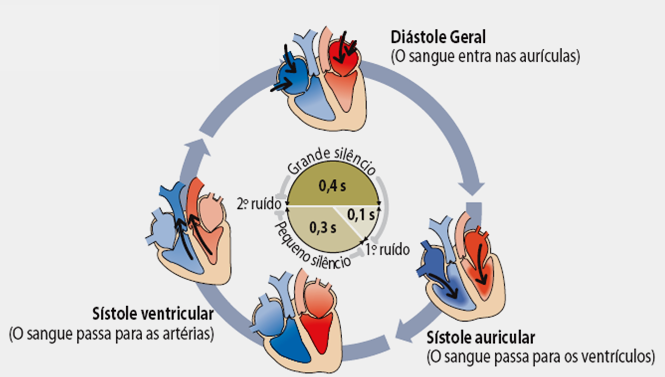 Diástole Geral
(O sangue entra nas aurículas)
Grande silêncio
0,4 s
2º ruído
0,1 s
0,3 s
1º ruído
Pequeno silêncio
Sístole ventricular
(O sangue passa para as artérias)
Sístole auricular
(O sangue passa para os ventrículos)